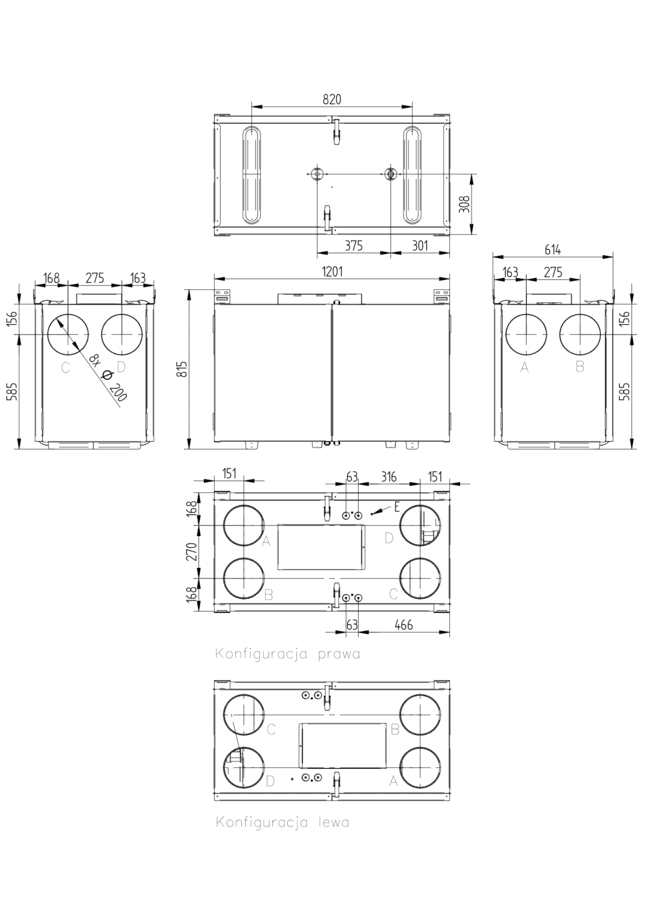 820
308
375
301
168
275
163
1201
614
163
275
156
585
C
D
8x Ø 200
815
A
B
156
585
151
63
316
151
168
270
168
A
B
D
C
E
63
466
Konfiguracja prawa
C
B
D
A
Konfiguracja lewa